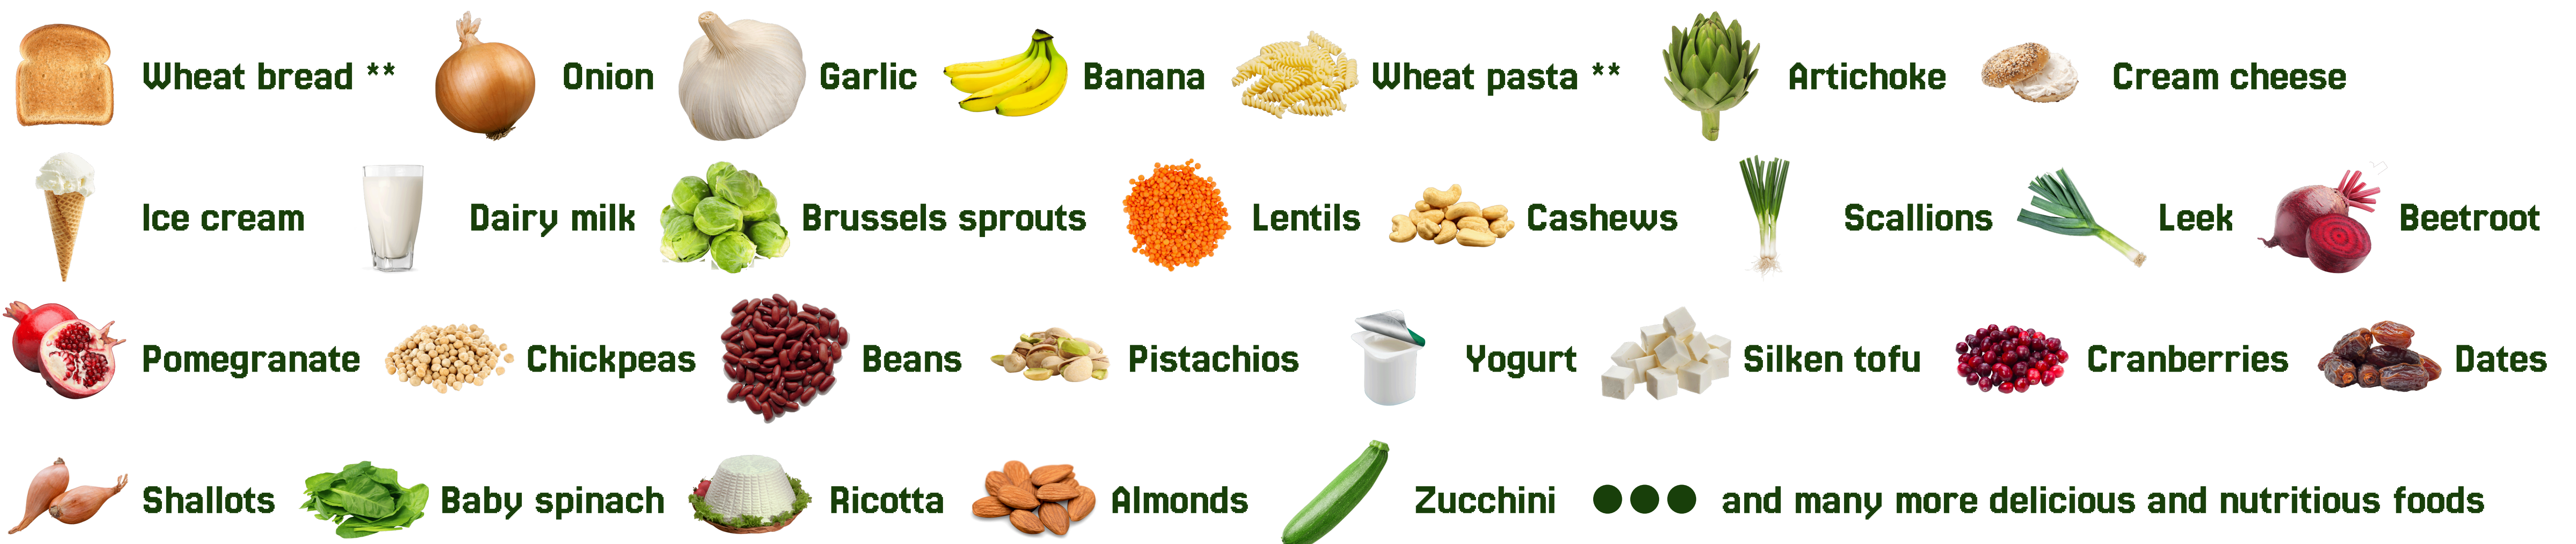 Wheat bread ** Onion Garlic Banana Wheat pasta ** Artichoke Cream cheese
Ice cream Dairy milk Brussels sprouts Lentils Cashews Scallions Leek Beetroot
Pomegranate Chickpeas Beans Pistachios Yogurt Silken tofu Cranberries Dates
Shallots Baby spinach Ricotta Almonds Zucchini ●●● and many more delicious and nutritious foods